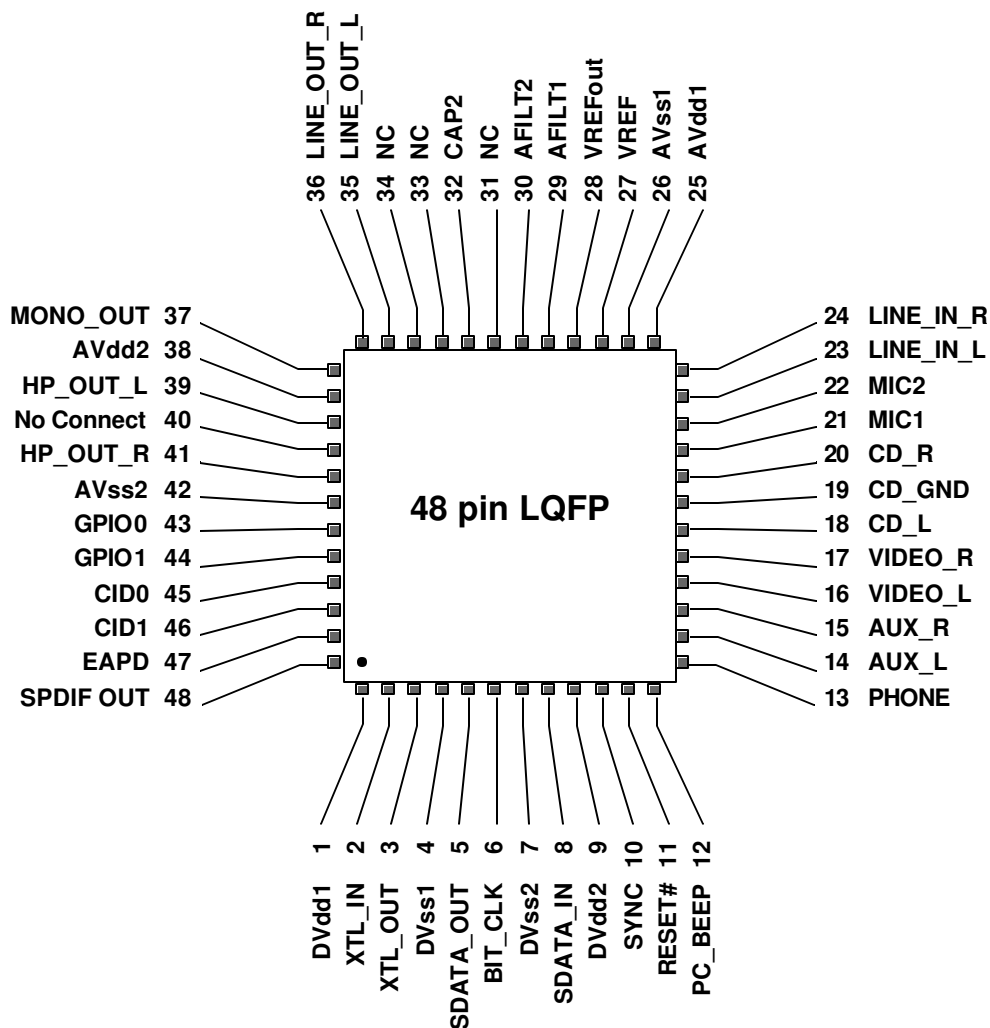 36 LINE_OUT_R
35 LINE_OUT_L
34 NC
33 NC
32 CAP2
31 NC
30 AFILT2
29 AFILT1
28 VREFout
27 VREF
26 AVss1
25 AVdd1
MONO_OUT 37
AVdd2 38
HP_OUT_L 39
No Connect 40
HP_OUT_R 41
AVss2 42
GPIO0 43
GPIO1 44
CID0 45
CID1 46
EAPD 47
SPDIF OUT 48
48 pin LQFP
24 LINE_IN_R
23 LINE_IN_L
22 MIC2
21 MIC1
20 CD_R
19 CD_GND
18 CD_L
17 VIDEO_R
16 VIDEO_L
15 AUX_R
14 AUX_L
13 PHONE
DVdd1 1
XTL_IN 2
XTL_OUT 3
DVss1 4
SDATA_OUT 5
BIT_CLK 6
DVss2 7
SDATA_IN 8
DVdd2 9
SYNC 10
RESET# 11
PC_BEEP 12